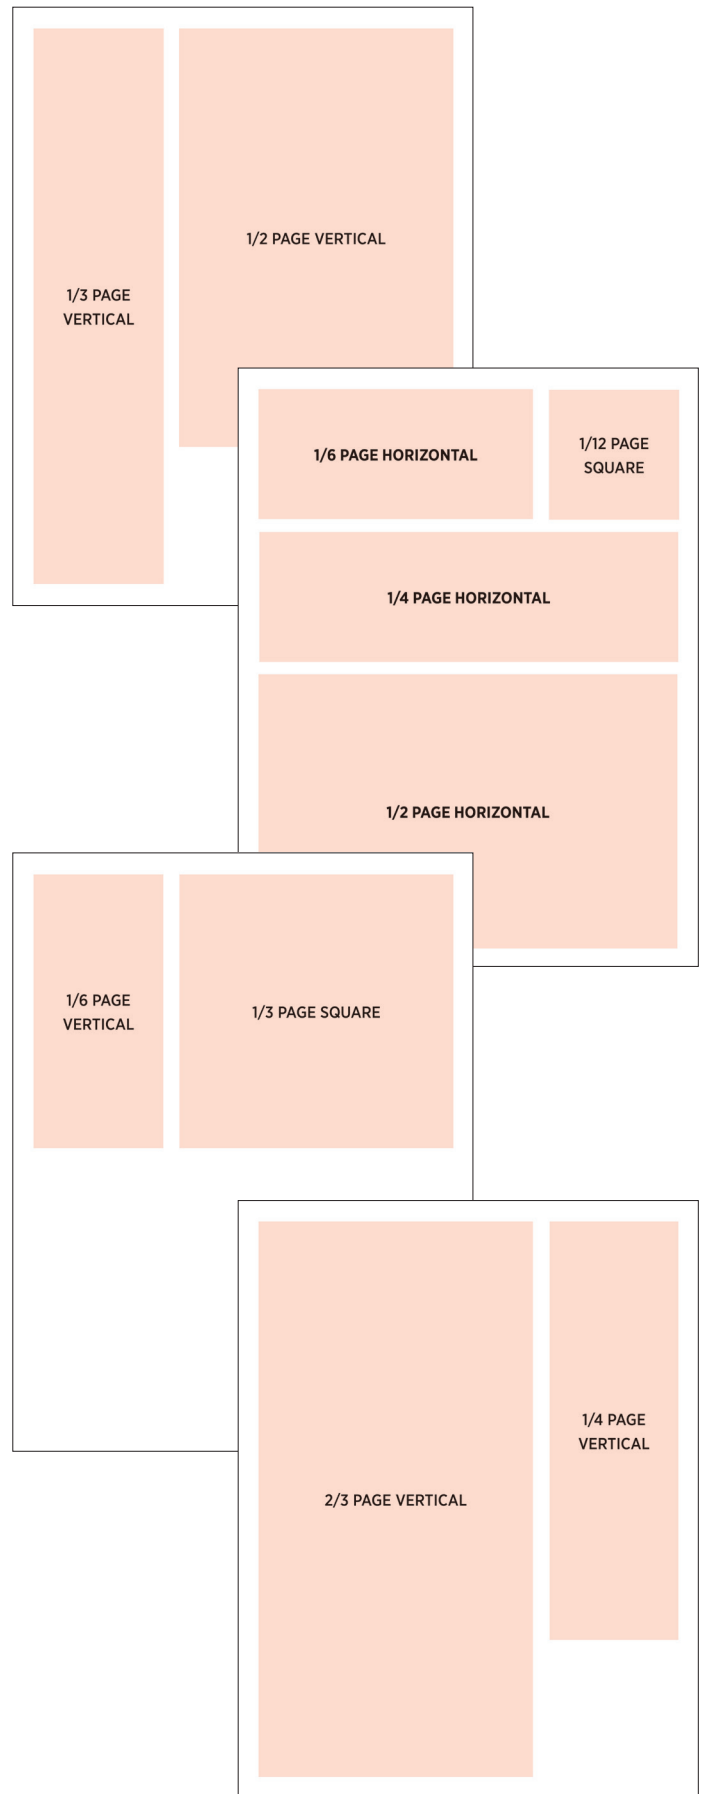 1/3 PAGE
VERTICAL
1/2 PAGE VERTICAL
1/6 PAGE HORIZONTAL
1/12 PAGE
SQUARE
1/4 PAGE HORIZONTAL
1/2 PAGE HORIZONTAL
1/6 PAGE
VERTICAL
1/3 PAGE SQUARE
2/3 PAGE VERTICAL
1/4 PAGE
VERTICAL